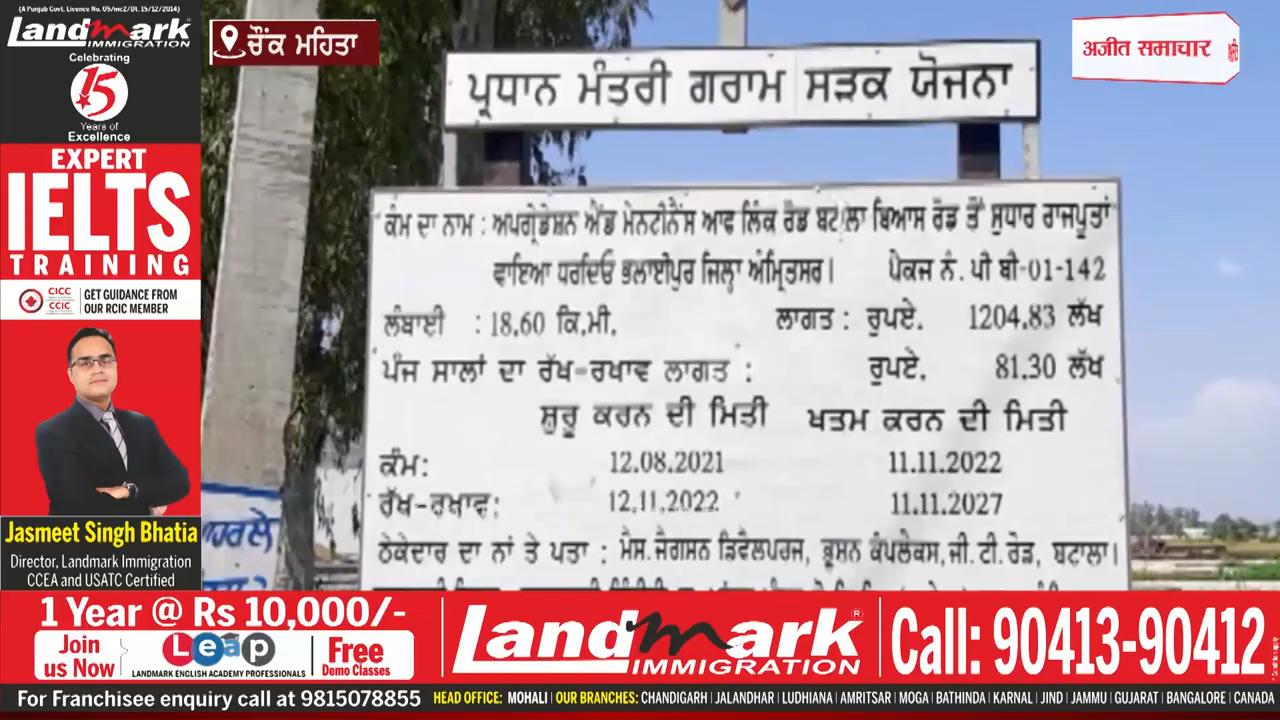 (A Punjab Govt. Licence No. 05/mc2/Dt. 15/12/2014)
Landmark
IMMIGRATION
Celebrating
15
Years of
Excellence
EXPERT
IELTS
TRAINING
CICC
CCIC
GET GUIDANCE FROM
OUR RCIC MEMBER
Jasmeet Singh Bhatia
Director, Landmark Immigration
CCEA and USATC Certified
ਚੌਂਕ ਮਹਿਤਾ
अजीत समाचार
ਪ੍ਰਧਾਨ ਮੰਤਰੀ ਗਰਾਮ ਸੜਕ ਯੋਜਨਾ
ਕੰਮ ਦਾ ਨਾਮ : ਅਪਗ੍ਰੇਡੇਸ਼ਨ ਐਂਡ ਮੇਨਟੀਨੈਂਸ ਆਫ ਲਿੰਕ ਰੋਡ ਬਟਾਲਾ ਬਿਆਸ ਰੋਡ ਤੋਂ ਸੁਧਾਰ ਰਾਜਪੂਤਾਂ
ਵਾਇਆ ਧਰਦਿਓ ਭਲਾਈਪੁਰ ਜਿਲ੍ਹਾ ਅੰਮ੍ਰਿਤਸਰ। ਪੈਕਜ ਨੰ. ਪੀ ਬੀ-01-142
ਲੰਬਾਈ : 18.60 ਕਿ.ਮੀ. ਲਾਗਤ : ਰੁਪਏ. 1204.83 ਲੱਖ
ਪੰਜ ਸਾਲਾਂ ਦਾ ਰੱਖ-ਰਖਾਵ ਲਾਗਤ : ਰੁਪਏ. 81.30 ਲੱਖ
ਸ਼ੁਰੂ ਕਰਨ ਦੀ ਮਿਤੀ ਖਤਮ ਕਰਨ ਦੀ ਮਿਤੀ
ਕੰਮ: 12.08.2021 11.11.2022
ਰੱਖ-ਰਖਾਵ: 12.11.2022 11.11.2027
ਠੇਕੇਦਾਰ ਦਾ ਨਾਂ ਤੇ ਪਤਾ : ਮੈਸ. ਜੈਗਸਨ ਡਿਵੈਲਪਰਜ, ਭੂਸਨ ਕੰਪਲੈਕਸ, ਜੀ.ਟੀ. ਰੋਡ, ਬਟਾਲਾ।
1 Year @ Rs 10,000/-
Join
us Now
Leap
LANDMARK ENGLISH ACADEMY PROFESSIONALS
Free
Demo Classes
Landmark
IMMIGRATION
Call: 90413-90412
For Franchisee enquiry call at 9815078855
HEAD OFFICE: MOHALI | OUR BRANCHES: CHANDIGARH | JALANDHAR | LUDHIANA | AMRITSAR | MOGA | BATHINDA | KARNAL | JIND | JAMMU | GUJARAT | BANGALORE | CANADA